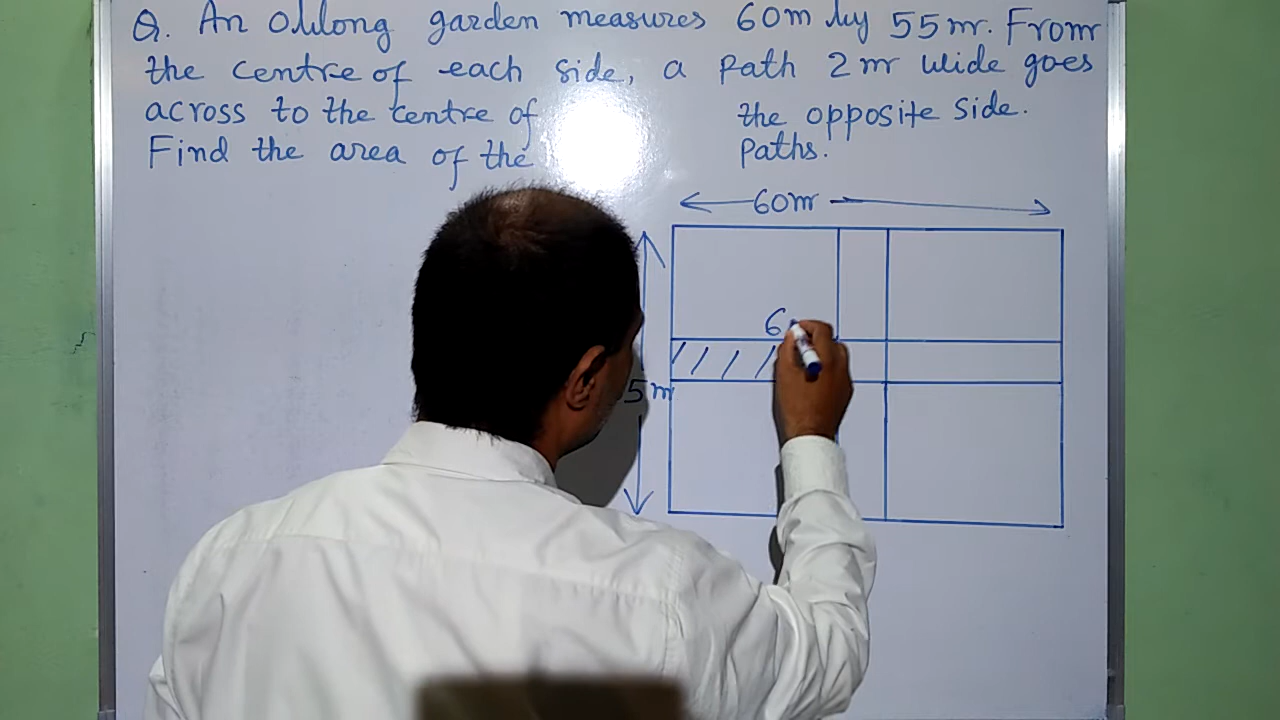 Q. An Oblong garden measures 60m by 55m. From
the centre of each side, a path 2m wide goes
across to the centre of the opposite side.
Find the area of the paths.
60m
6
5m